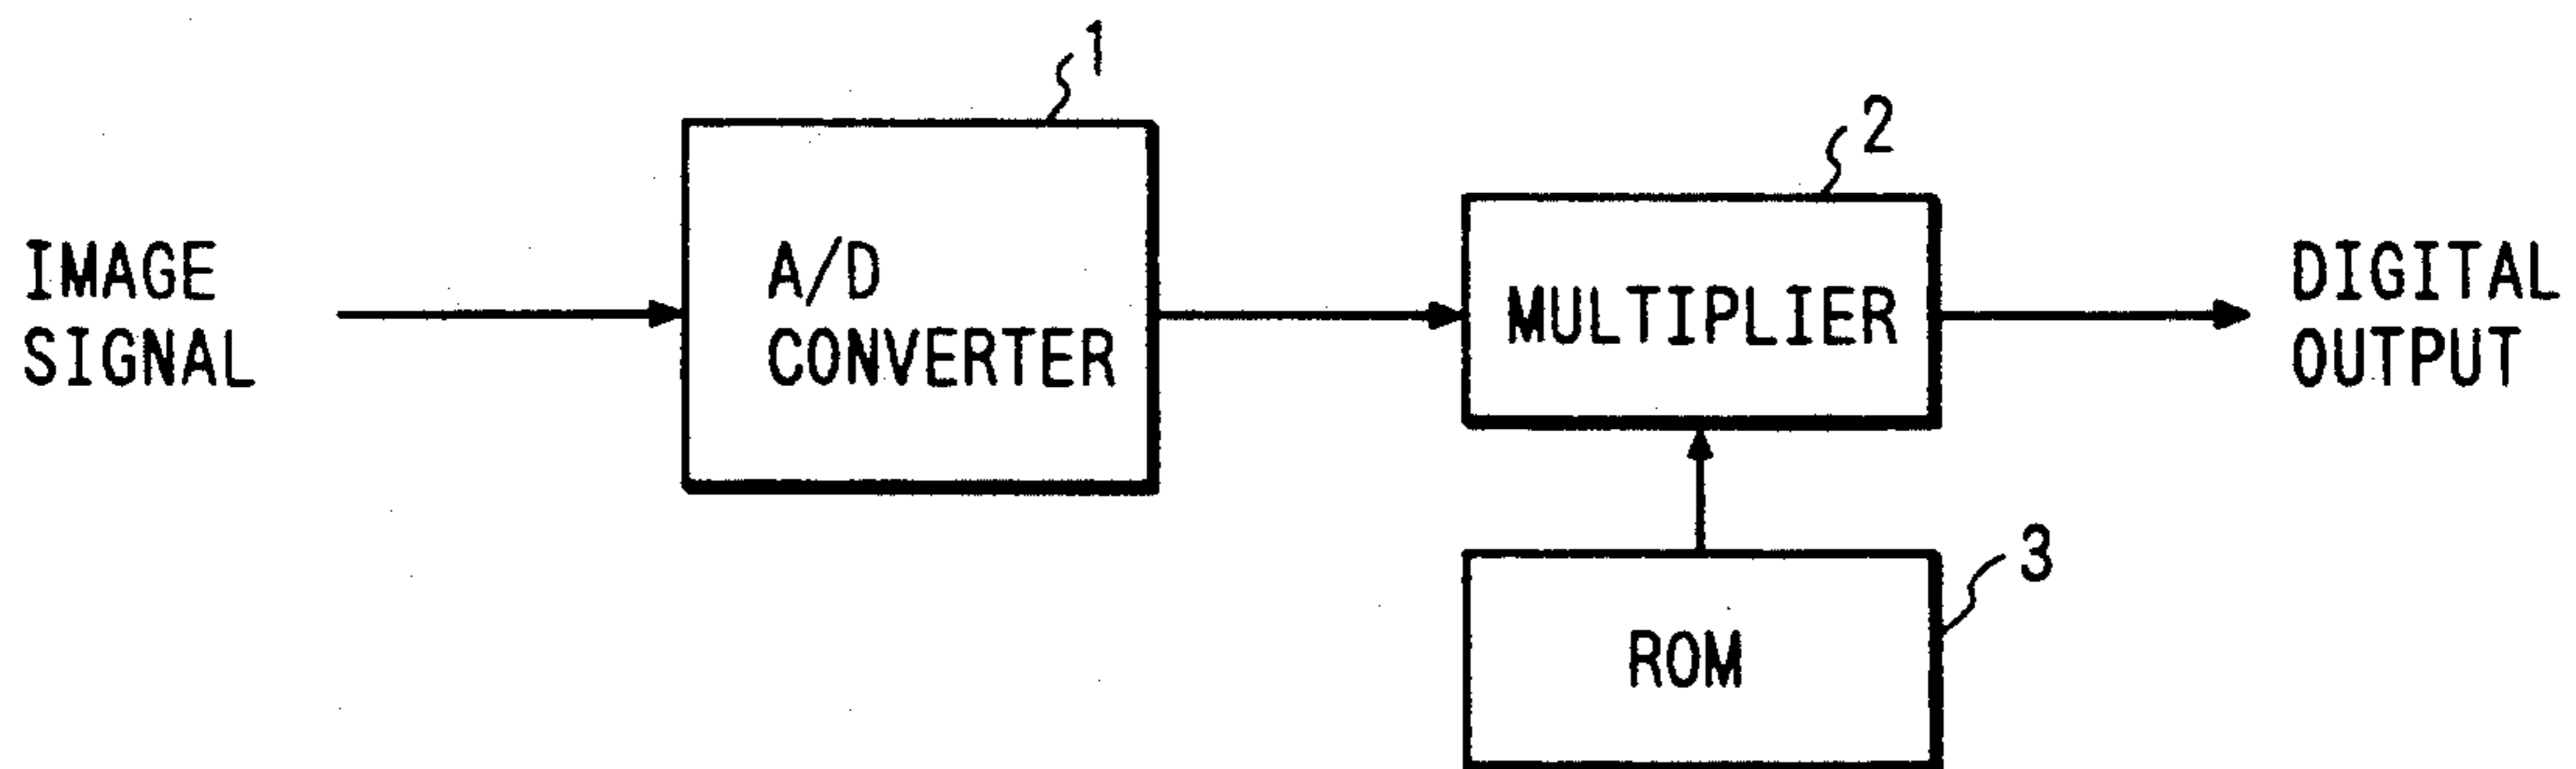 1
2
IMAGE
SIGNAL
A/D
CONVERTER
MULTIPLIER
DIGITAL
OUTPUT
3
ROM